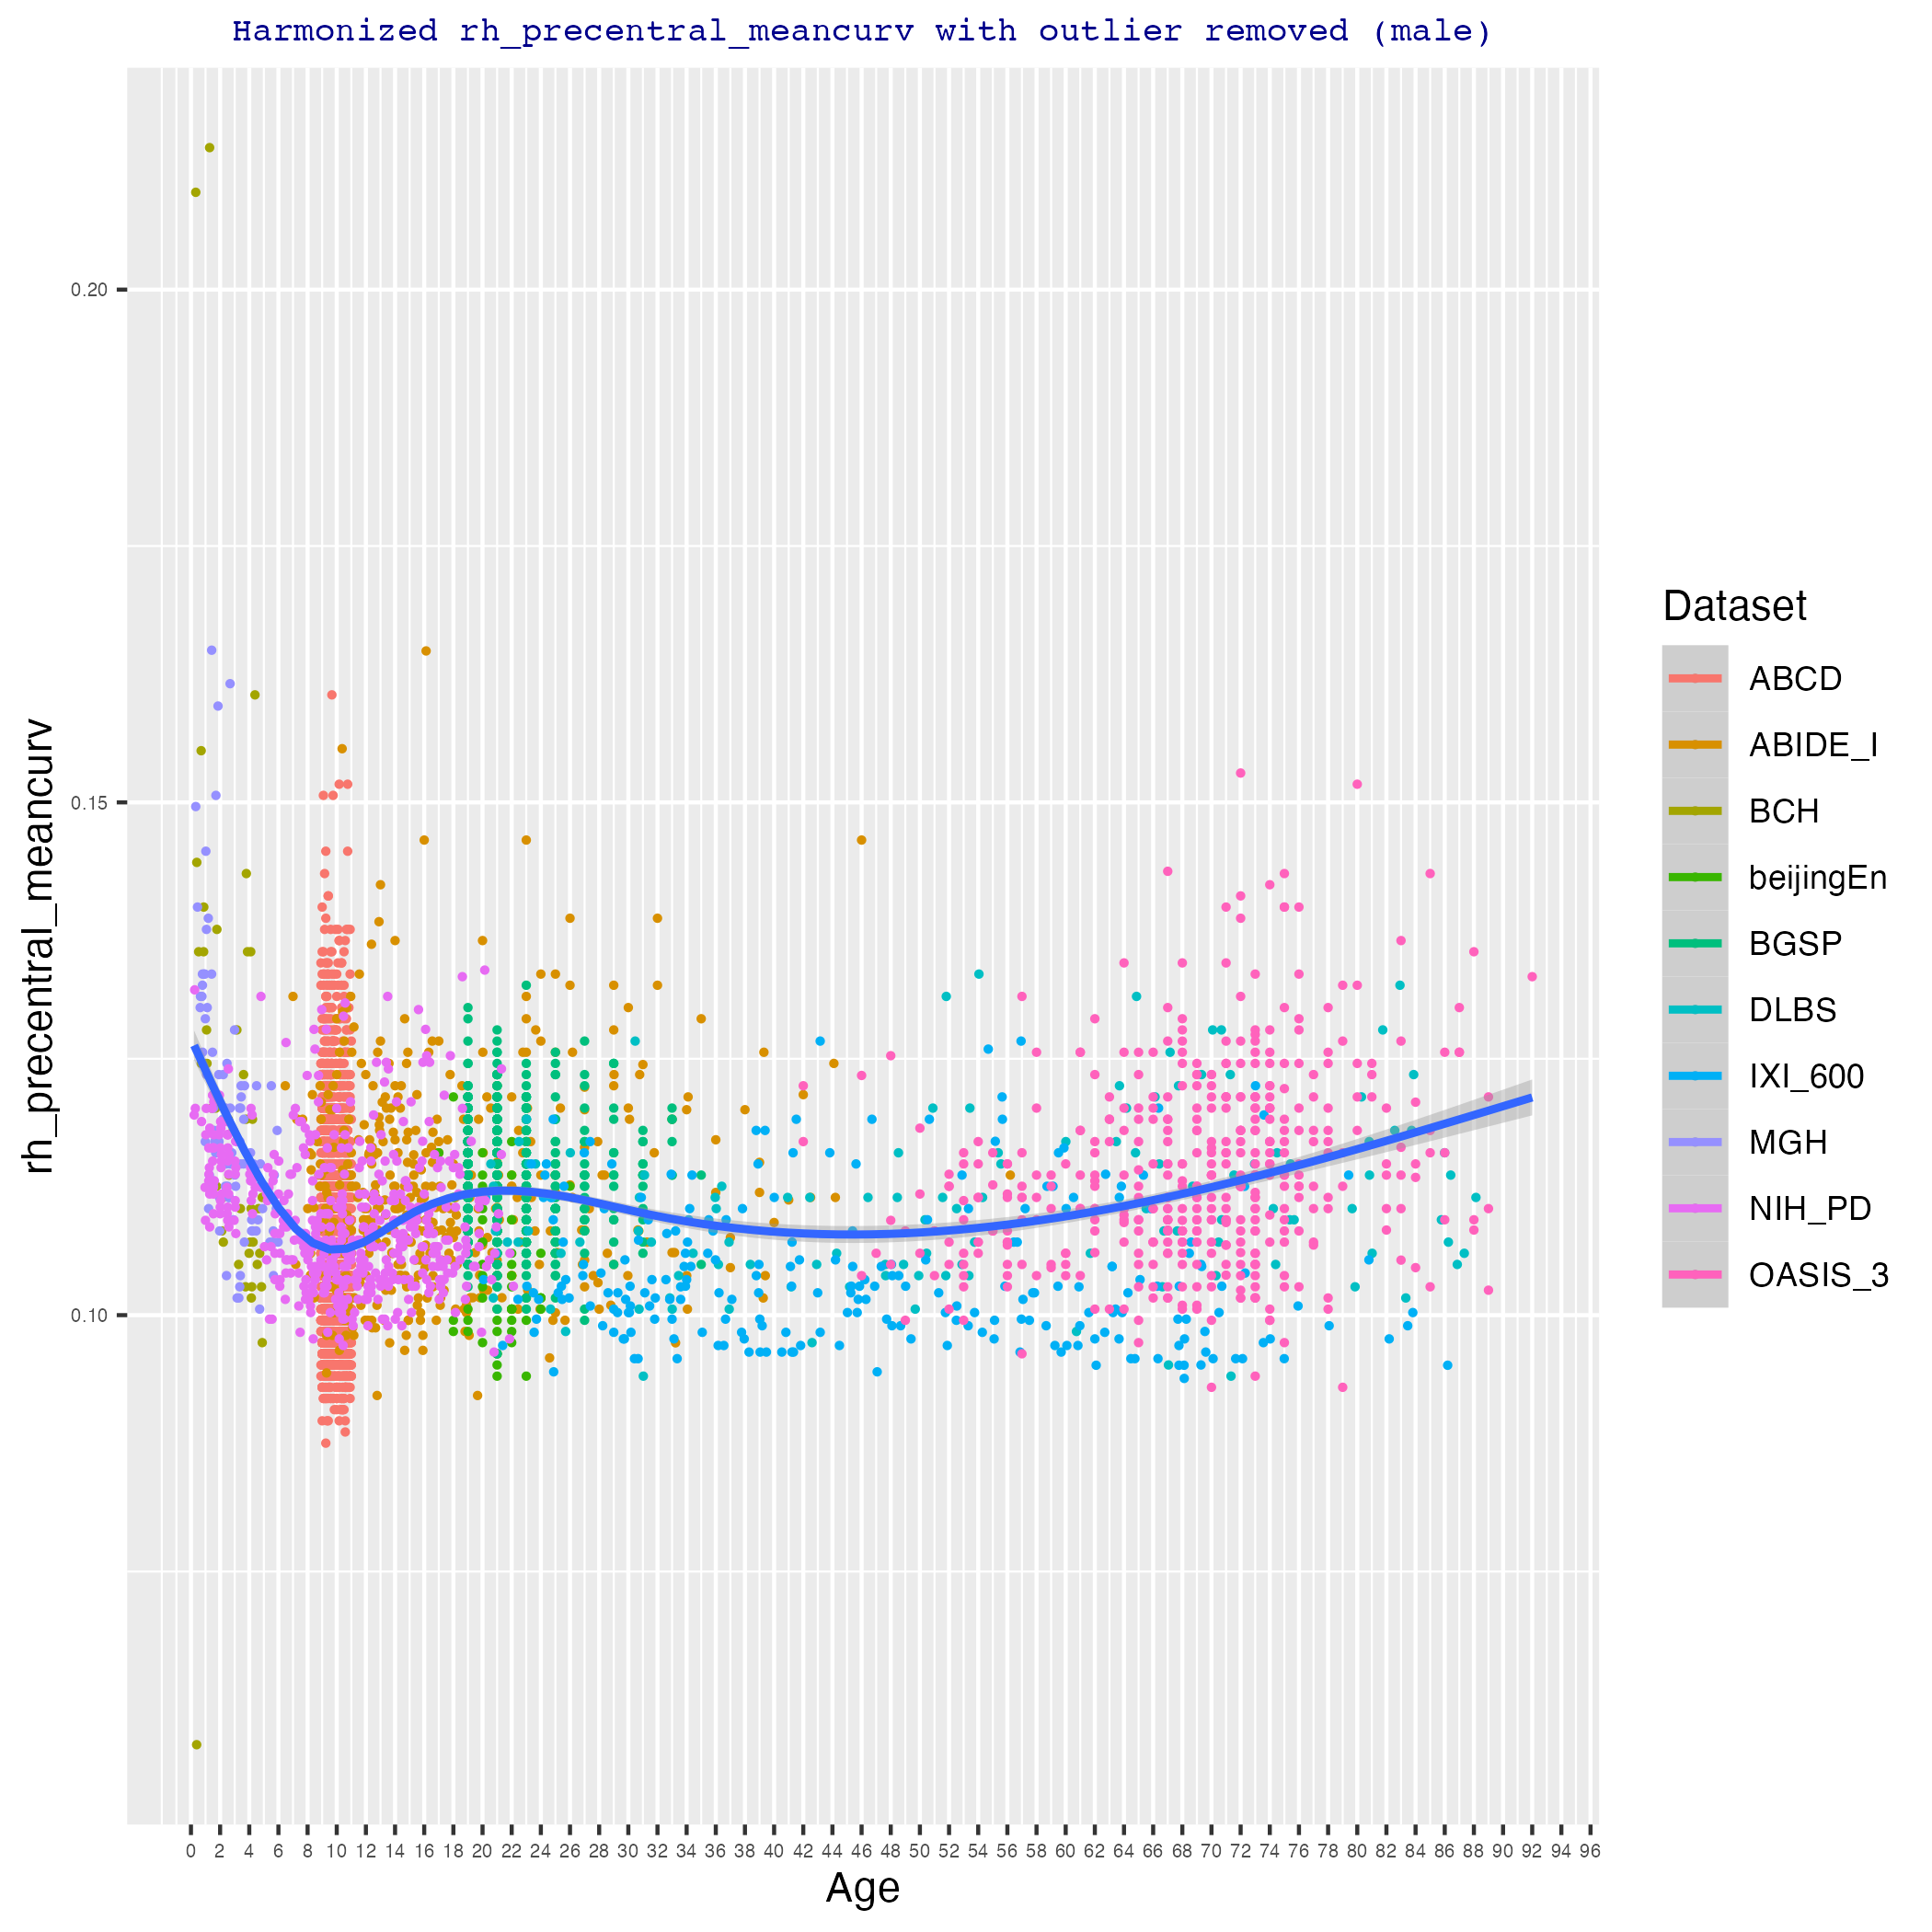 Harmonized rh_precentral_meancurv with outlier removed (male)
rh_precentral_meancurv
0.20
0.15
0.10
0 2 4 6 8 10 12 14 16 18 20 22 24 26 28 30 32 34 36 38 40 42 44 46 48 50 52 54 56 58 60 62 64 66 68 70 72 74 76 78 80 82 84 86 88 90 92 94 96
Age
Dataset
ABCD
ABIDE_I
BCH
beijingEn
BGSP
DLBS
IXI_600
MGH
NIH_PD
OASIS_3